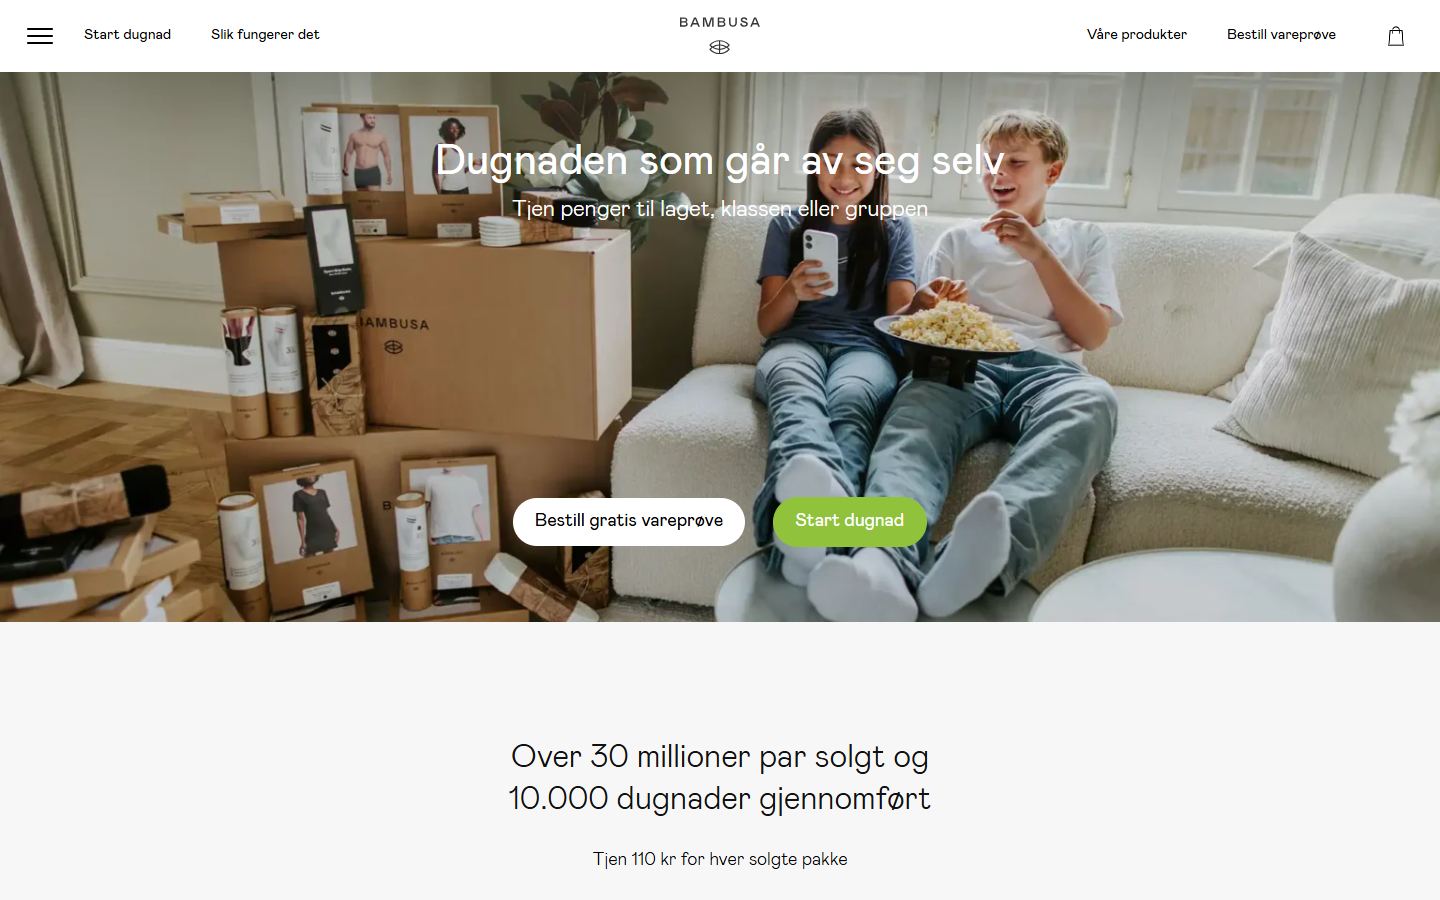 Start dugnad
Slik fungerer det
BAMBUSA
Våre produkter
Bestill vareprøve
Dugnaden som går av seg selv
Tjen penger til laget, klassen eller gruppen
BAMBUSA
Bestill gratis vareprøve
Start dugnad
Over 30 millioner par solgt og
10.000 dugnader gjennomført
Tjen 110 kr for hver solgte pakke